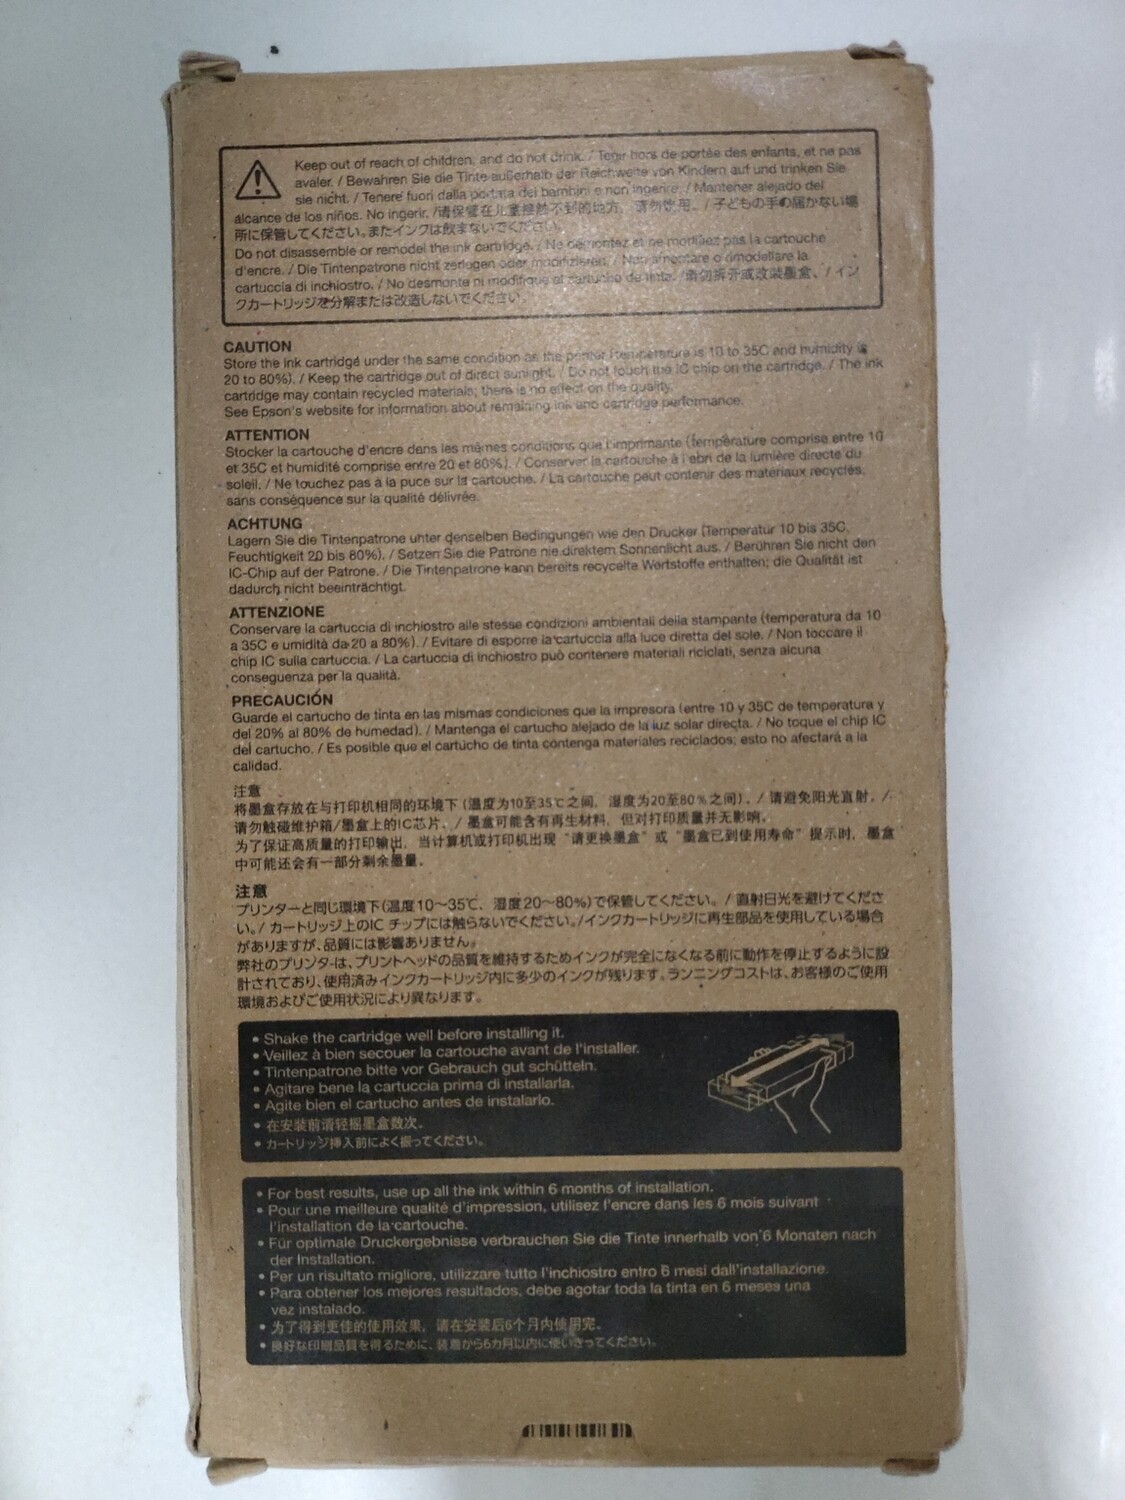 Keep out of reach of children, and do not drink. / Tenir hors de portée des enfants, et ne pas
avaler. / Bewahren Sie die Tinte außerhalb der Reichweite von Kindern auf und trinken Sie
sie nicht. / Tenere fuori dalla portata dei bambini e non ingerire. / Mantener alejado del
alcance de los niños. No ingerir. /请保管在儿童接触不到的地方，请勿饮用。/ 子どもの手の届かない場
所に保管してください。またインクは飲まないでください。
Do not disassemble or remodel the ink cartridge. / Ne démontez et ne modifiez pas la cartouche
d'encre. / Die Tintenpatrone nicht zerlegen oder modifizieren. / Non smontare o rimodellare la
cartuccia di inchiostro. / No desmonte ni modifique el cartucho de tinta. /请勿拆开或改装墨盒。/ イン
クカートリッジを分解または改造しないでください。
CAUTION
Store the ink cartridge under the same condition as the printer (temperature is 10 to 35C and humidity is
20 to 80%). / Keep the cartridge out of direct sunlight. / Do not touch the IC chip on the cartridge. / The ink
cartridge may contain recycled materials; there is no effect on the quality.
See Epson's website for information about remaining ink and cartridge performance.
ATTENTION
Stocker la cartouche d'encre dans les mêmes conditions que l'imprimante (température comprise entre 10
et 35C et humidité comprise entre 20 et 80%). / Conserver la cartouche à l'abri de la lumière directe du
soleil. / Ne touchez pas à la puce sur la cartouche. / La cartouche peut contenir des matériaux recyclés,
sans conséquence sur la qualité délivrée.
ACHTUNG
Lagern Sie die Tintenpatrone unter denselben Bedingungen wie den Drucker (Temperatur 10 bis 35C,
Feuchtigkeit 20 bis 80%). / Setzen Sie die Patrone nie direktem Sonnenlicht aus. / Berühren Sie nicht den
IC-Chip auf der Patrone. / Die Tintenpatrone kann bereits recycelte Wertstoffe enthalten; die Qualität ist
dadurch nicht beeinträchtigt.
ATTENZIONE
Conservare la cartuccia di inchiostro alle stesse condizioni ambientali della stampante (temperatura da 10
a 35C e umidità da 20 a 80%). / Evitare di esporre la cartuccia alla luce diretta del sole. / Non toccare il
chip IC sulla cartuccia. / La cartuccia di inchiostro può contenere materiali riciclati, senza alcuna
conseguenza per la qualità.
PRECAUCIÓN
Guarde el cartucho de tinta en las mismas condiciones que la impresora (entre 10 y 35C de temperatura y
del 20% al 80% de humedad). / Mantenga el cartucho alejado de la luz solar directa. / No toque el chip IC
del cartucho. / Es posible que el cartucho de tinta contenga materiales reciclados; esto no afectará a la
calidad.
注意
将墨盒存放在与打印机相同的环境下 (温度为10至35℃之间，湿度为20至80%之间)。/ 请避免阳光直射。/
请勿触碰维护箱/墨盒上的IC芯片。/ 墨盒可能含有再生材料，但对打印质量并无影响。
为了保证高质量的打印输出，当计算机或打印机出现“请更换墨盒”或“墨盒已到使用寿命”提示时，墨盒
中可能还会有一部分剩余墨量。
注意
プリンターと同じ環境下(温度10～35℃、湿度20～80%)で保管してください。/ 直射日光を避けてくださ
い。/ カートリッジ上のIC チップには触らないでください。/インクカートリッジに再生部品を使用している場合
がありますが、品質には影響ありません。
弊社のプリンターは、プリントヘッドの品質を維持するためインクが完全になくなる前に動作を停止するように設
計されており、使用済みインクカートリッジ内に多少のインクが残ります。ランニングコストは、お客様のご使用
環境およびご使用状況により異なります。
• Shake the cartridge well before installing it.
• Veillez à bien secouer la cartouche avant de l'installer.
• Tintenpatrone bitte vor Gebrauch gut schütteln.
• Agitare bene la cartuccia prima di installarla.
• Agite bien el cartucho antes de instalarlo.
• 在安装前请轻摇墨盒数次。
• カートリッジ挿入前によく振ってください。
• For best results, use up all the ink within 6 months of installation.
• Pour une meilleure qualité d'impression, utilisez l'encre dans les 6 mois suivant
l'installation de la cartouche.
• Für optimale Druckergebnisse verbrauchen Sie die Tinte innerhalb von 6 Monaten nach
der Installation.
• Per un risultato migliore, utilizzare tutto l'inchiostro entro 6 mesi dall'installazione.
• Para obtener los mejores resultados, debe agotar toda la tinta en 6 meses una
vez instalado.
• 为了得到更佳的使用效果，请在安装后6个月内使用完。
• 良好な印刷品質を得るために、装着から6カ月以内に使いきってください。